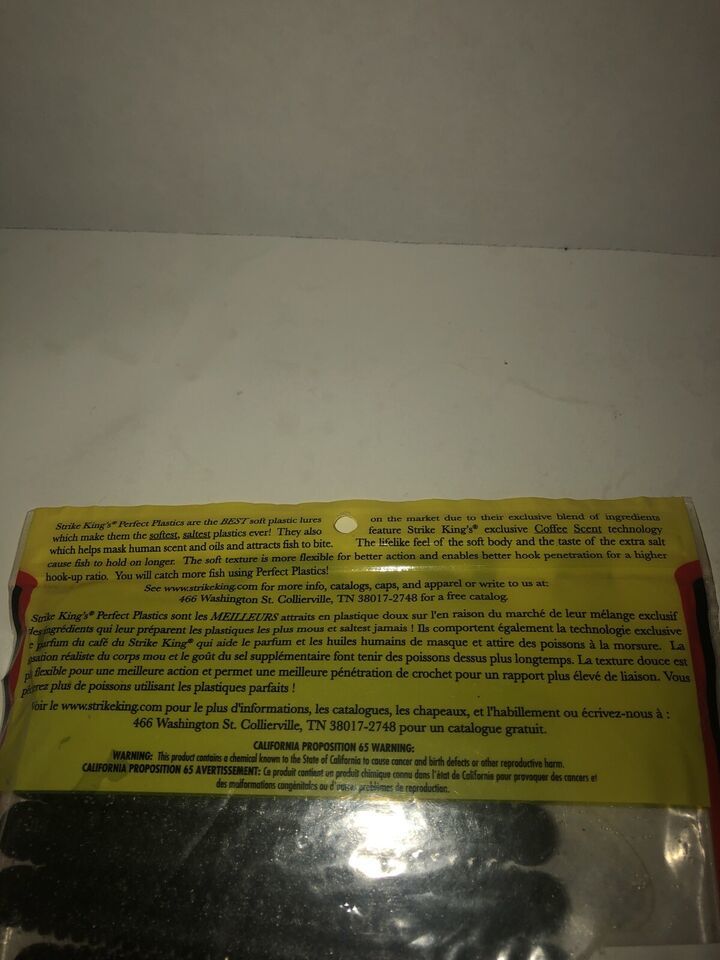 Strike King's® Perfect Plastics are the BEST soft plastic lures on the market due to their exclusive blend of ingredients
which make them the softest, saltest plastics ever! They also feature Strike King's® exclusive Coffee Scent technology
which helps mask human scent and oils and attracts fish to bite. The lifelike feel of the soft body and the taste of the extra salt
cause fish to hold on longer. The soft texture is more flexible for better action and enables better hook penetration for a higher
hook-up ratio. You will catch more fish using Perfect Plastics!
See www.strikeking.com for more info, catalogs, caps, and apparel or write to us at:
466 Washington St. Collierville, TN 38017-2748 for a free catalog.
Strike King's® Perfect Plastics sont les MEILLEURS attraits en plastique doux sur l'en raison du marché de leur mélange exclusif
des ingrédients qui leur préparent les plastiques les plus mous et saltest jamais ! Ils comportent également la technologie exclusive
parfum du café du Strike King® qui aide le parfum et les huiles humains de masque et attire des poissons à la morsure. La
réaliste du corps mou et le goût du sel supplémentaire font tenir des poissons dessus plus longtemps. La texture douce est
flexible pour une meilleure action et permet une meilleure pénétration de crochet pour un rapport plus élevé de liaison. Vous
plus de poissons utilisant les plastiques parfaits !
Voir le www.strikeking.com pour le plus d'informations, les catalogues, les chapeaux, et l'habillement ou écrivez-nous à :
466 Washington St. Collierville, TN 38017-2748 pour un catalogue gratuit.
CALIFORNIA PROPOSITION 65 WARNING:
WARNING: This product contains a chemical known to the State of California to cause cancer and birth defects or other reproductive harm.
CALIFORNIA PROPOSITION 65 AVERTISSEMENT: Ce produit contient un produit chimique connu dans l'état de California pour provoquer des cancers et
des malformations congénitales ou d'autres problèmes de reproduction.